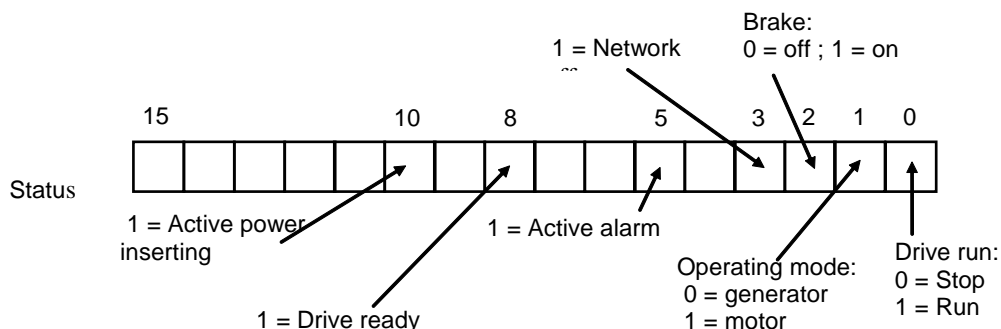 Brake:
1 = Network
0 = off ; 1 = on
15 10 8 5 3 2 1 0
Status
1 = Active power
inserting
1 = Active alarm
Operating mode:
0 = generator
1 = motor
Drive run:
0 = Stop
1 = Run
1 = Drive ready